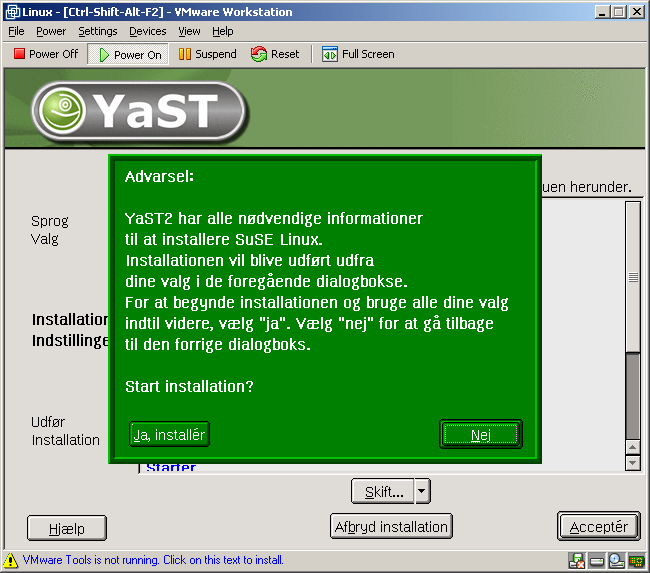 Linux - [Ctrl-Shift-Alt-F2] - VMware Workstation
File Power Settings Devices View Help
Power Off Power On Suspend Reset Full Screen
YaST
Advarsel:
YaST2 har alle nødvendige informationer
til at installere SuSE Linux.
Installationen vil blive udført udfra
dine valg i de foregående dialogbokse.
For at begynde installationen og bruge alle dine valg
indtil videre, vælg "ja". Vælg "nej" for at gå tilbage
til den forrige dialogboks.
Start installation?
Ja, installér Nej
uen herunder.
Sprog
Valg
Installation
Indstillinge
Udfør
Installation
Starter
Skift...
Hjælp Afbryd installation Acceptér
VMware Tools is not running. Click on this text to install.